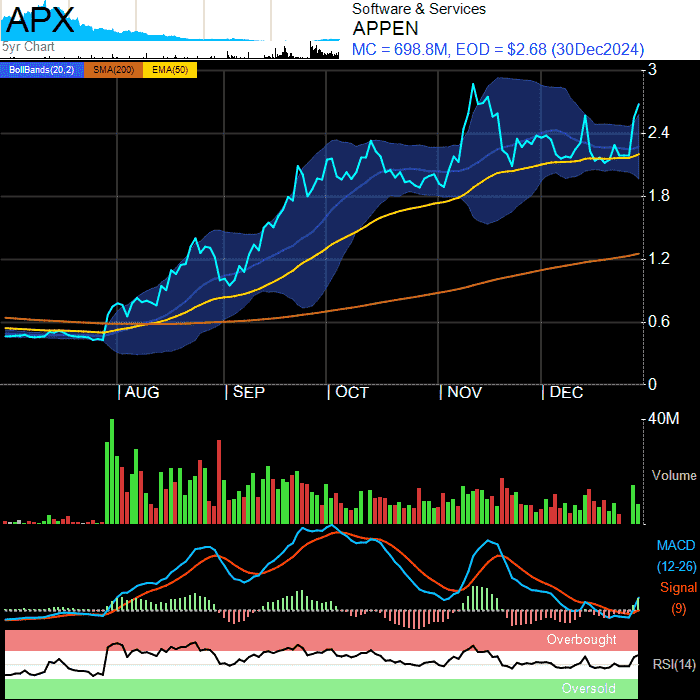 APX
5yr Chart
Software & Services
APPEN
MC = 698.8M, EOD = $2.68 (30Dec2024)
BollBands(20,2) SMA(200) EMA(50)
3
2.4
1.8
1.2
0.6
0
AUG SEP OCT NOV DEC
40M
Volume
MACD
(12-26)
Signal
(9)
Overbought
RSI(14)
Oversold